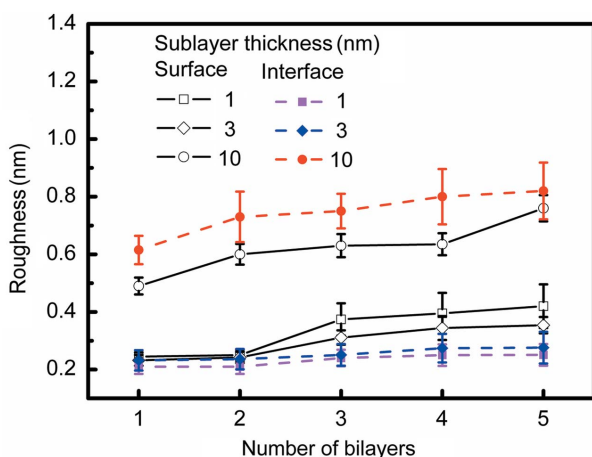 1.4
1.2
1.0
0.8
0.6
0.4
0.2
Roughness (nm)
Sublayer thickness (nm)
Surface Interface
1 1
3 3
10 10
1 2 3 4 5
Number of bilayers